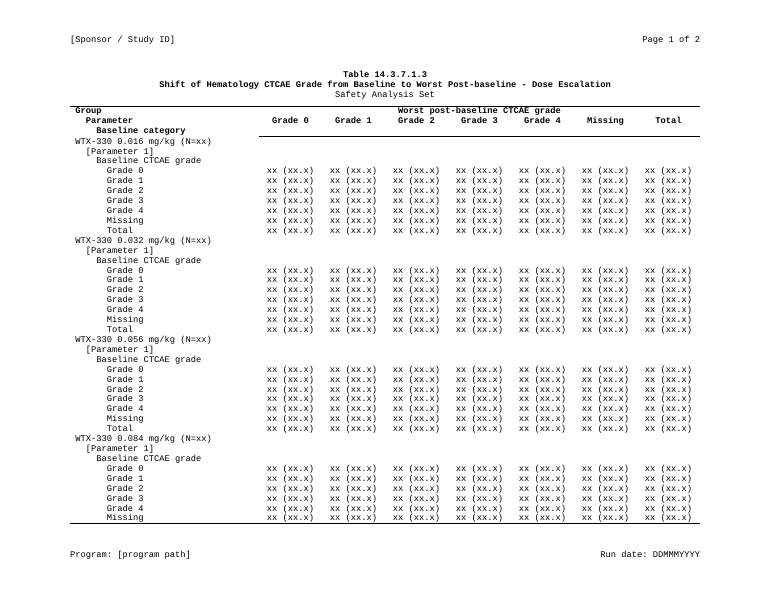 [Sponsor / Study ID] Page 1 of 2
Table 14.3.7.1.3
Shift of Hematology CTCAE Grade from Baseline to Worst Post-baseline - Dose Escalation
Safety Analysis Set
Group Worst post-baseline CTCAE grade
Parameter Grade 0 Grade 1 Grade 2 Grade 3 Grade 4 Missing Total
Baseline category
WTX-330 0.016 mg/kg (N=xx)
[Parameter 1]
Baseline CTCAE grade
Grade 0 xx (xx.x) xx (xx.x) xx (xx.x) xx (xx.x) xx (xx.x) xx (xx.x) xx (xx.x)
Grade 1 xx (xx.x) xx (xx.x) xx (xx.x) xx (xx.x) xx (xx.x) xx (xx.x) xx (xx.x)
Grade 2 xx (xx.x) xx (xx.x) xx (xx.x) xx (xx.x) xx (xx.x) xx (xx.x) xx (xx.x)
Grade 3 xx (xx.x) xx (xx.x) xx (xx.x) xx (xx.x) xx (xx.x) xx (xx.x) xx (xx.x)
Grade 4 xx (xx.x) xx (xx.x) xx (xx.x) xx (xx.x) xx (xx.x) xx (xx.x) xx (xx.x)
Missing xx (xx.x) xx (xx.x) xx (xx.x) xx (xx.x) xx (xx.x) xx (xx.x) xx (xx.x)
Total xx (xx.x) xx (xx.x) xx (xx.x) xx (xx.x) xx (xx.x) xx (xx.x) xx (xx.x)
WTX-330 0.032 mg/kg (N=xx)
[Parameter 1]
Baseline CTCAE grade
Grade 0 xx (xx.x) xx (xx.x) xx (xx.x) xx (xx.x) xx (xx.x) xx (xx.x) xx (xx.x)
Grade 1 xx (xx.x) xx (xx.x) xx (xx.x) xx (xx.x) xx (xx.x) xx (xx.x) xx (xx.x)
Grade 2 xx (xx.x) xx (xx.x) xx (xx.x) xx (xx.x) xx (xx.x) xx (xx.x) xx (xx.x)
Grade 3 xx (xx.x) xx (xx.x) xx (xx.x) xx (xx.x) xx (xx.x) xx (xx.x) xx (xx.x)
Grade 4 xx (xx.x) xx (xx.x) xx (xx.x) xx (xx.x) xx (xx.x) xx (xx.x) xx (xx.x)
Missing xx (xx.x) xx (xx.x) xx (xx.x) xx (xx.x) xx (xx.x) xx (xx.x) xx (xx.x)
Total xx (xx.x) xx (xx.x) xx (xx.x) xx (xx.x) xx (xx.x) xx (xx.x) xx (xx.x)
WTX-330 0.056 mg/kg (N=xx)
[Parameter 1]
Baseline CTCAE grade
Grade 0 xx (xx.x) xx (xx.x) xx (xx.x) xx (xx.x) xx (xx.x) xx (xx.x) xx (xx.x)
Grade 1 xx (xx.x) xx (xx.x) xx (xx.x) xx (xx.x) xx (xx.x) xx (xx.x) xx (xx.x)
Grade 2 xx (xx.x) xx (xx.x) xx (xx.x) xx (xx.x) xx (xx.x) xx (xx.x) xx (xx.x)
Grade 3 xx (xx.x) xx (xx.x) xx (xx.x) xx (xx.x) xx (xx.x) xx (xx.x) xx (xx.x)
Grade 4 xx (xx.x) xx (xx.x) xx (xx.x) xx (xx.x) xx (xx.x) xx (xx.x) xx (xx.x)
Missing xx (xx.x) xx (xx.x) xx (xx.x) xx (xx.x) xx (xx.x) xx (xx.x) xx (xx.x)
Total xx (xx.x) xx (xx.x) xx (xx.x) xx (xx.x) xx (xx.x) xx (xx.x) xx (xx.x)
WTX-330 0.084 mg/kg (N=xx)
[Parameter 1]
Baseline CTCAE grade
Grade 0 xx (xx.x) xx (xx.x) xx (xx.x) xx (xx.x) xx (xx.x) xx (xx.x) xx (xx.x)
Grade 1 xx (xx.x) xx (xx.x) xx (xx.x) xx (xx.x) xx (xx.x) xx (xx.x) xx (xx.x)
Grade 2 xx (xx.x) xx (xx.x) xx (xx.x) xx (xx.x) xx (xx.x) xx (xx.x) xx (xx.x)
Grade 3 xx (xx.x) xx (xx.x) xx (xx.x) xx (xx.x) xx (xx.x) xx (xx.x) xx (xx.x)
Grade 4 xx (xx.x) xx (xx.x) xx (xx.x) xx (xx.x) xx (xx.x) xx (xx.x) xx (xx.x)
Missing xx (xx.x) xx (xx.x) xx (xx.x) xx (xx.x) xx (xx.x) xx (xx.x) xx (xx.x)
Program: [program path] Run date: DDMMMYYYY